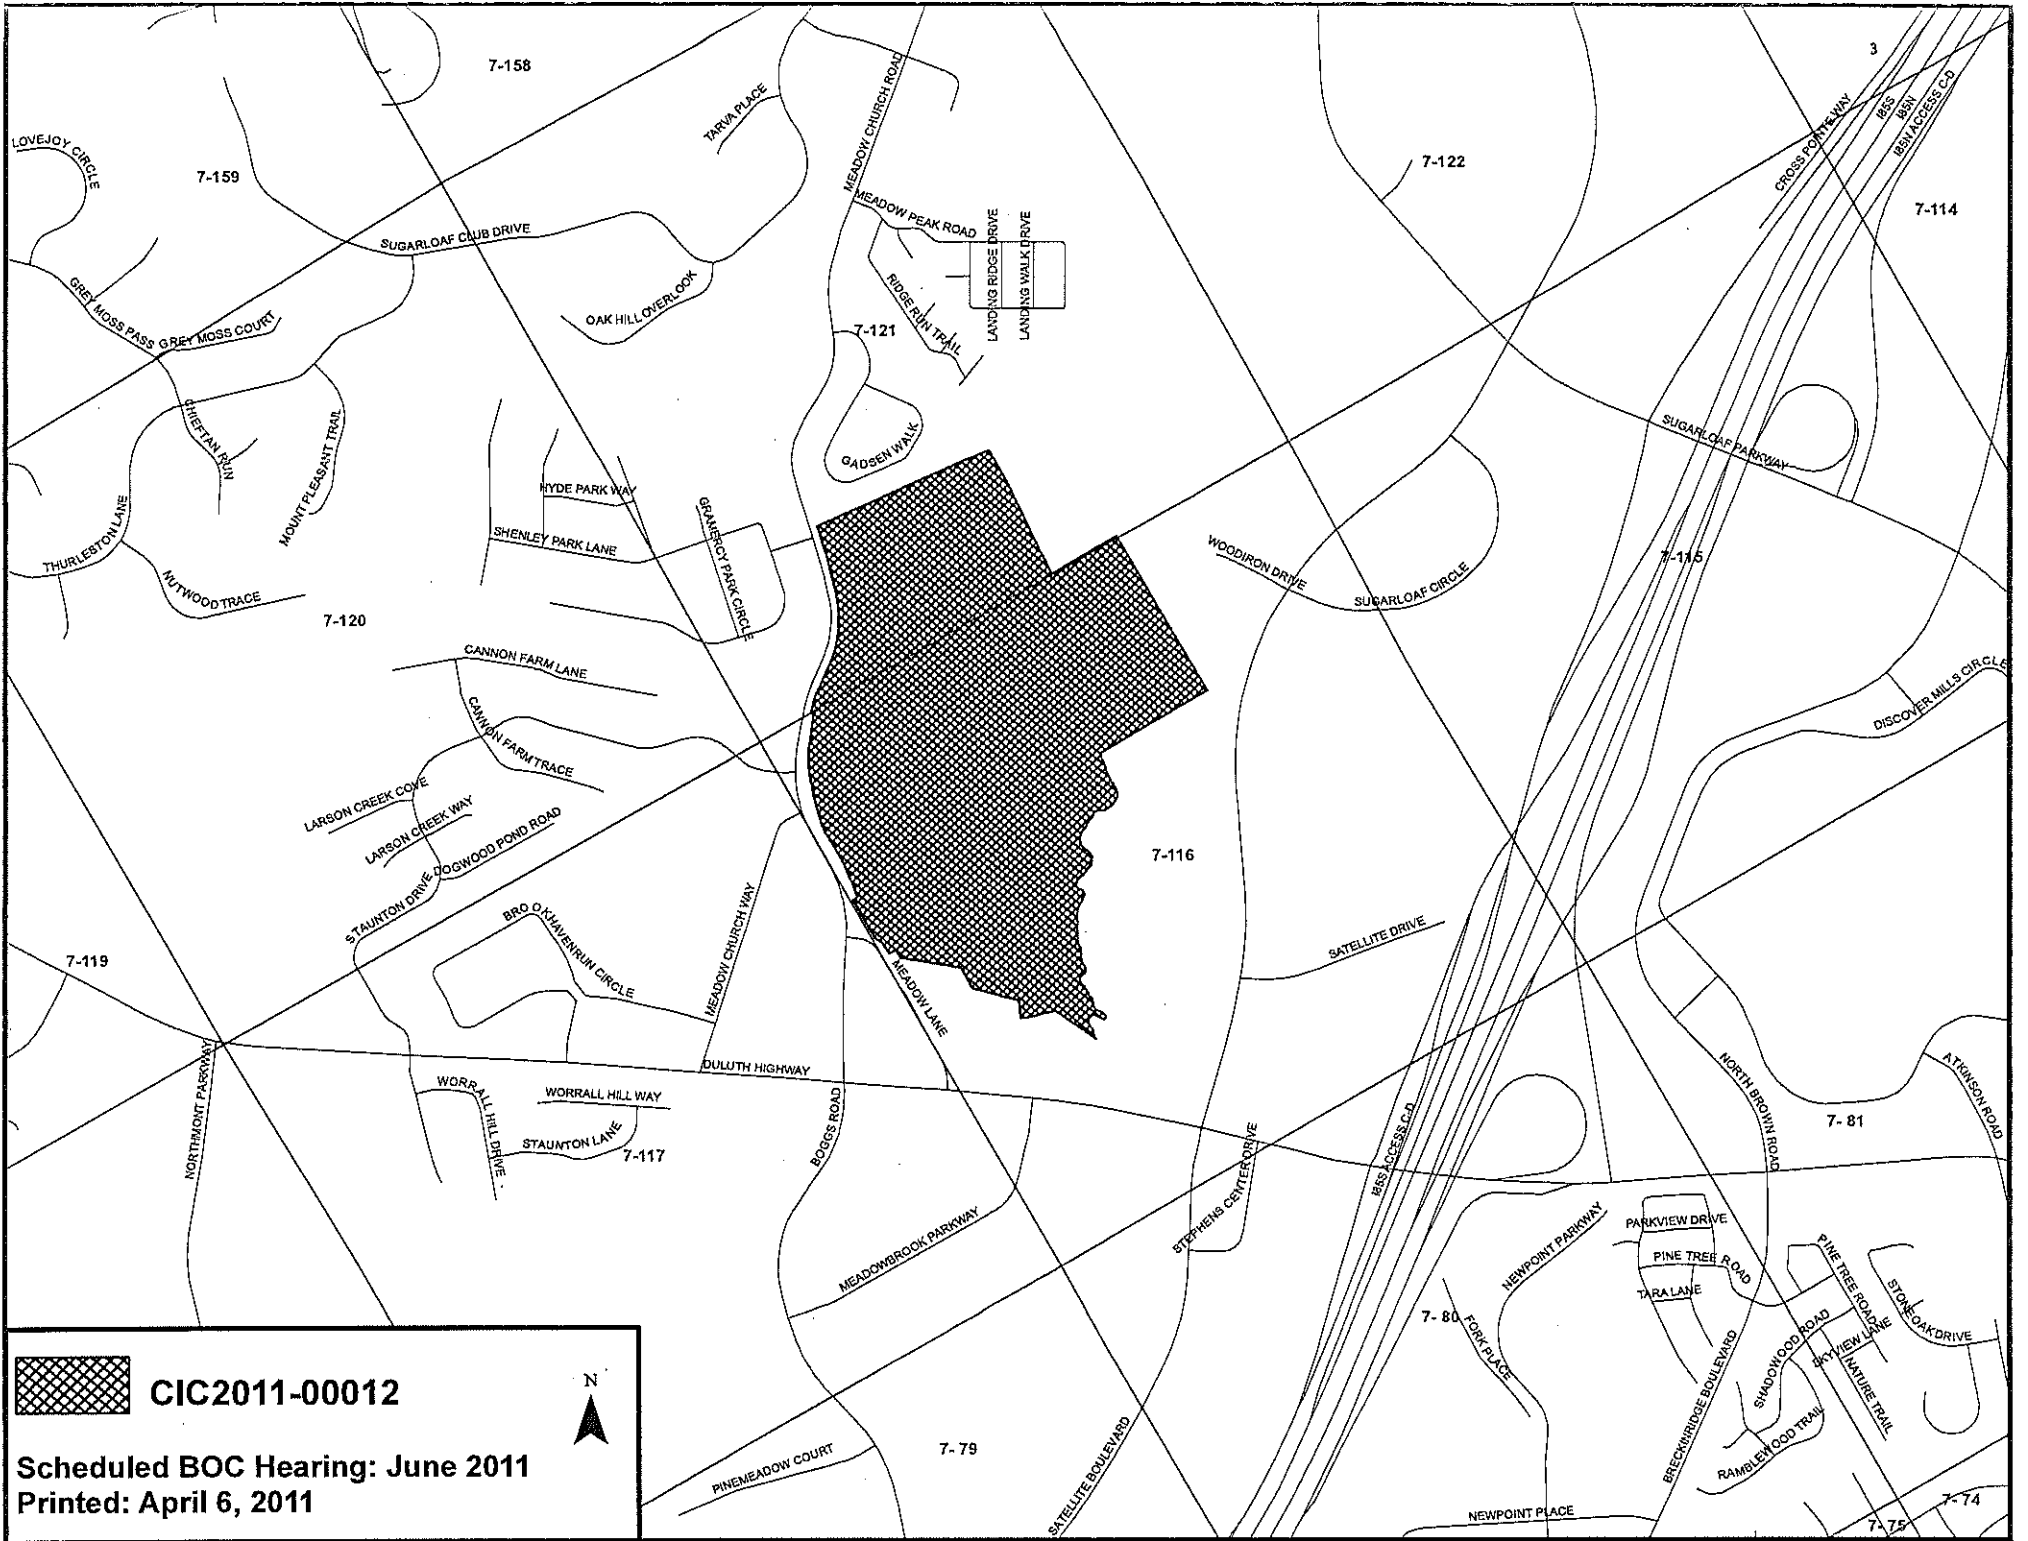 3
7-158
LOVEJOY CIRCLE
7-159
TARVA PLACE
MEADOW CHURCH ROAD
7-122
CROSS POINTE WAY
I85S
I85N
I85N ACCESS C-D
7-114
MEADOW PEAK ROAD
LANDING RIDGE DRIVE
LANDING WALK DRIVE
SUGARLOAF CLUB DRIVE
RIDGE RUN TRAIL
OAK HILL OVERLOOK
7-121
GREY MOSS PASS
GREY MOSS COURT
CHIEFTAN RUN
MOUNT PLEASANT TRAIL
GADSEN WALK
SUGARLOAF PARKWAY
HYDE PARK WAY
SHENLEY PARK LANE
GRAMERCY PARK CIRCLE
THURLESTON LANE
NUTWOOD TRACE
7-120
WOODIRON DRIVE
SUGARLOAF CIRCLE
7-115
CANNON FARM LANE
CANNON FARM TRACE
DISCOVER MILLS CIRCLE
LARSON CREEK COVE
LARSON CREEK WAY
DOGWOOD POND ROAD
STAUNTON DRIVE
7-116
BROOKHAVENRUN CIRCLE
MEADOW CHURCH WAY
SATELLITE DRIVE
7-119
MEADOW LANE
NORTHMONT PARKWAY
DULUTH HIGHWAY
WORRALL HILL DRIVE
WORRALL HILL WAY
STAUNTON LANE
7-117
BOGGS ROAD
STEPHENS CENTER DRIVE
I85S ACCESS C-D
NORTH BROWN ROAD
7- 81
ATKINSON ROAD
MEADOWBROOK PARKWAY
NEWPOINT PARKWAY
PARKVIEW DRIVE
PINE TREE ROAD
TARA LANE
PINE TREE ROAD
STONE OAK DRIVE
7- 80
FORK PLACE
SHADOWOOD ROAD
SKYVIEW LANE
NATURE TRAIL
BRECKINRIDGE BOULEVARD
RAMBLEWOOD TRAIL
7- 79
PINEMEADOW COURT
SATELLITE BOULEVARD
NEWPOINT PLACE
7- 74
7- 75
CIC2011-00012
N
Scheduled BOC Hearing: June 2011
Printed: April 6, 2011